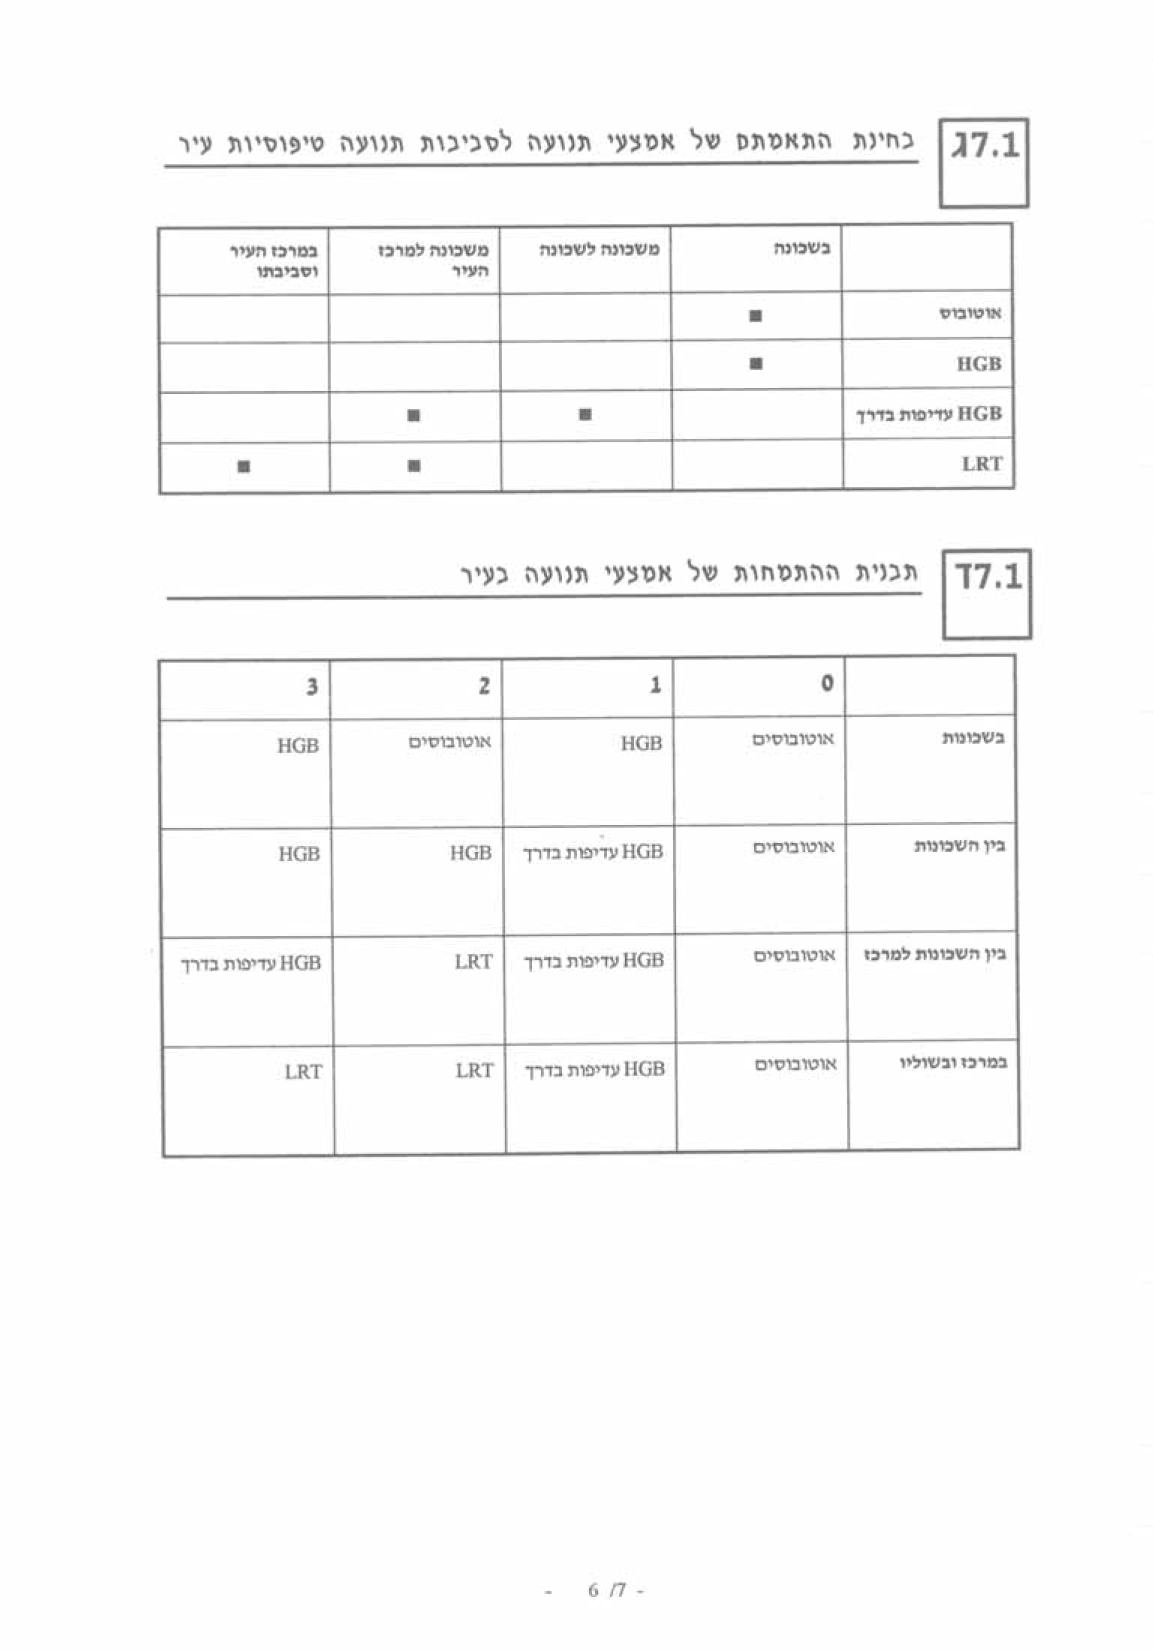 ג7.1 בחינת התאמתם של אמצעי תנועה לסביבות תנועה טיפוסיות עיר
בשכונה משכונה לשכונה משכונה למרכז במרכז העיר
העיר וסביבתו
אוטובוס ■
HGB ■
HGB עדיפות בדרך ■ ■
LRT ■ ■
ד7.1 תבנית ההתמחות של אמצעי תנועה בעיר
0 1 2 3
בשכונות אוטובוסים HGB אוטובוסים HGB
בין השכונות אוטובוסים HGB עדיפות בדרך HGB HGB
בין השכונות למרכז אוטובוסים HGB עדיפות בדרך LRT HGB עדיפות בדרך
במרכז ובשוליו אוטובוסים HGB עדיפות בדרך LRT LRT
- 6 /7 -